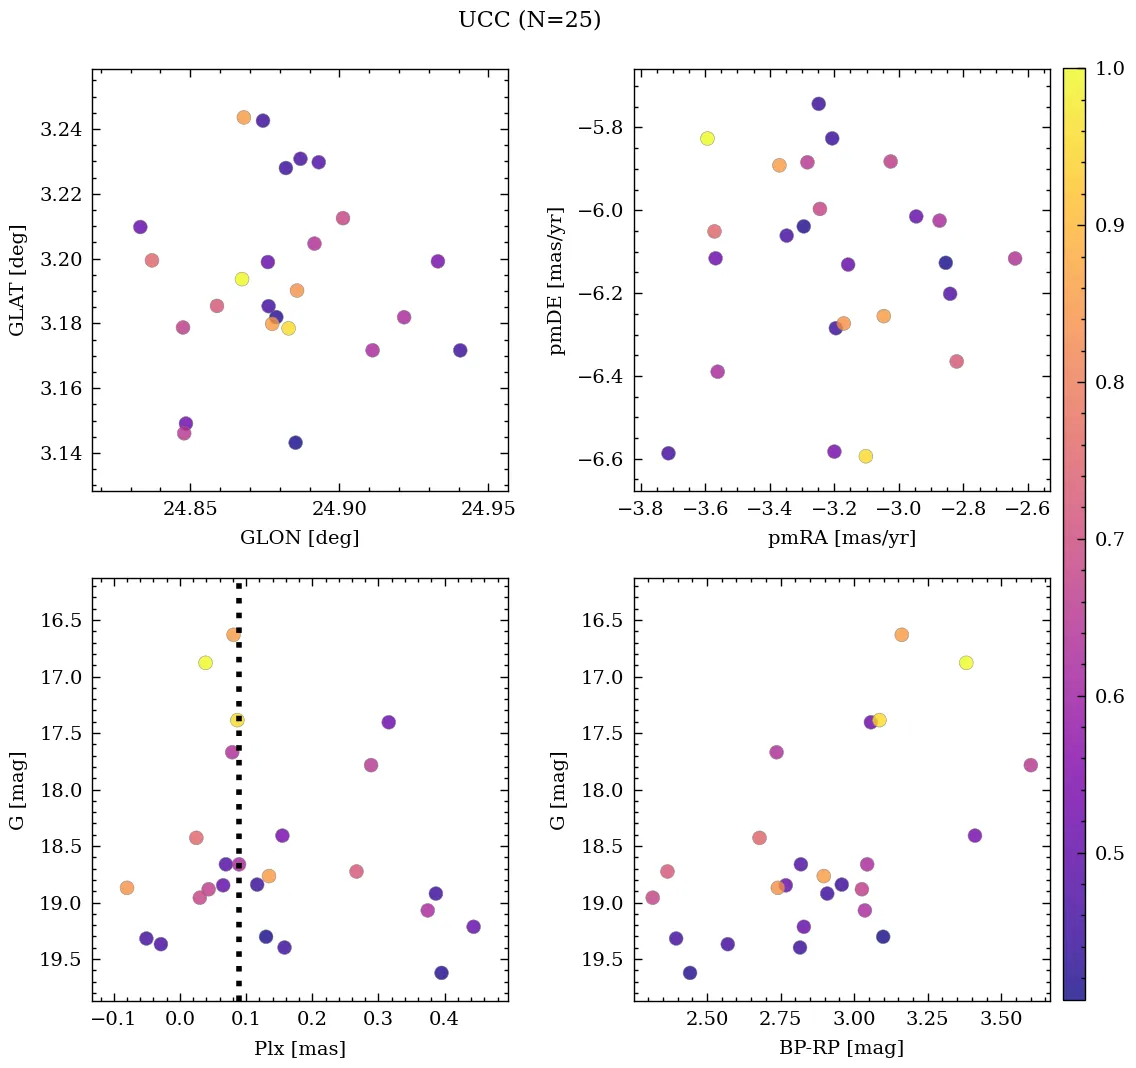 UCC (N=25)
3.24
3.22
3.20
3.18
3.16
3.14
GLAT [deg]
24.85 24.90 24.95
GLON [deg]
−5.8
−6.0
−6.2
−6.4
−6.6
pmDE [mas/yr]
−3.8 −3.6 −3.4 −3.2 −3.0 −2.8 −2.6
pmRA [mas/yr]
1.0
0.9
0.8
0.7
0.6
0.5
16.5
17.0
17.5
18.0
18.5
19.0
19.5
G [mag]
−0.1 0.0 0.1 0.2 0.3 0.4
Plx [mas]
16.5
17.0
17.5
18.0
18.5
19.0
19.5
G [mag]
2.50 2.75 3.00 3.25 3.50
BP-RP [mag]